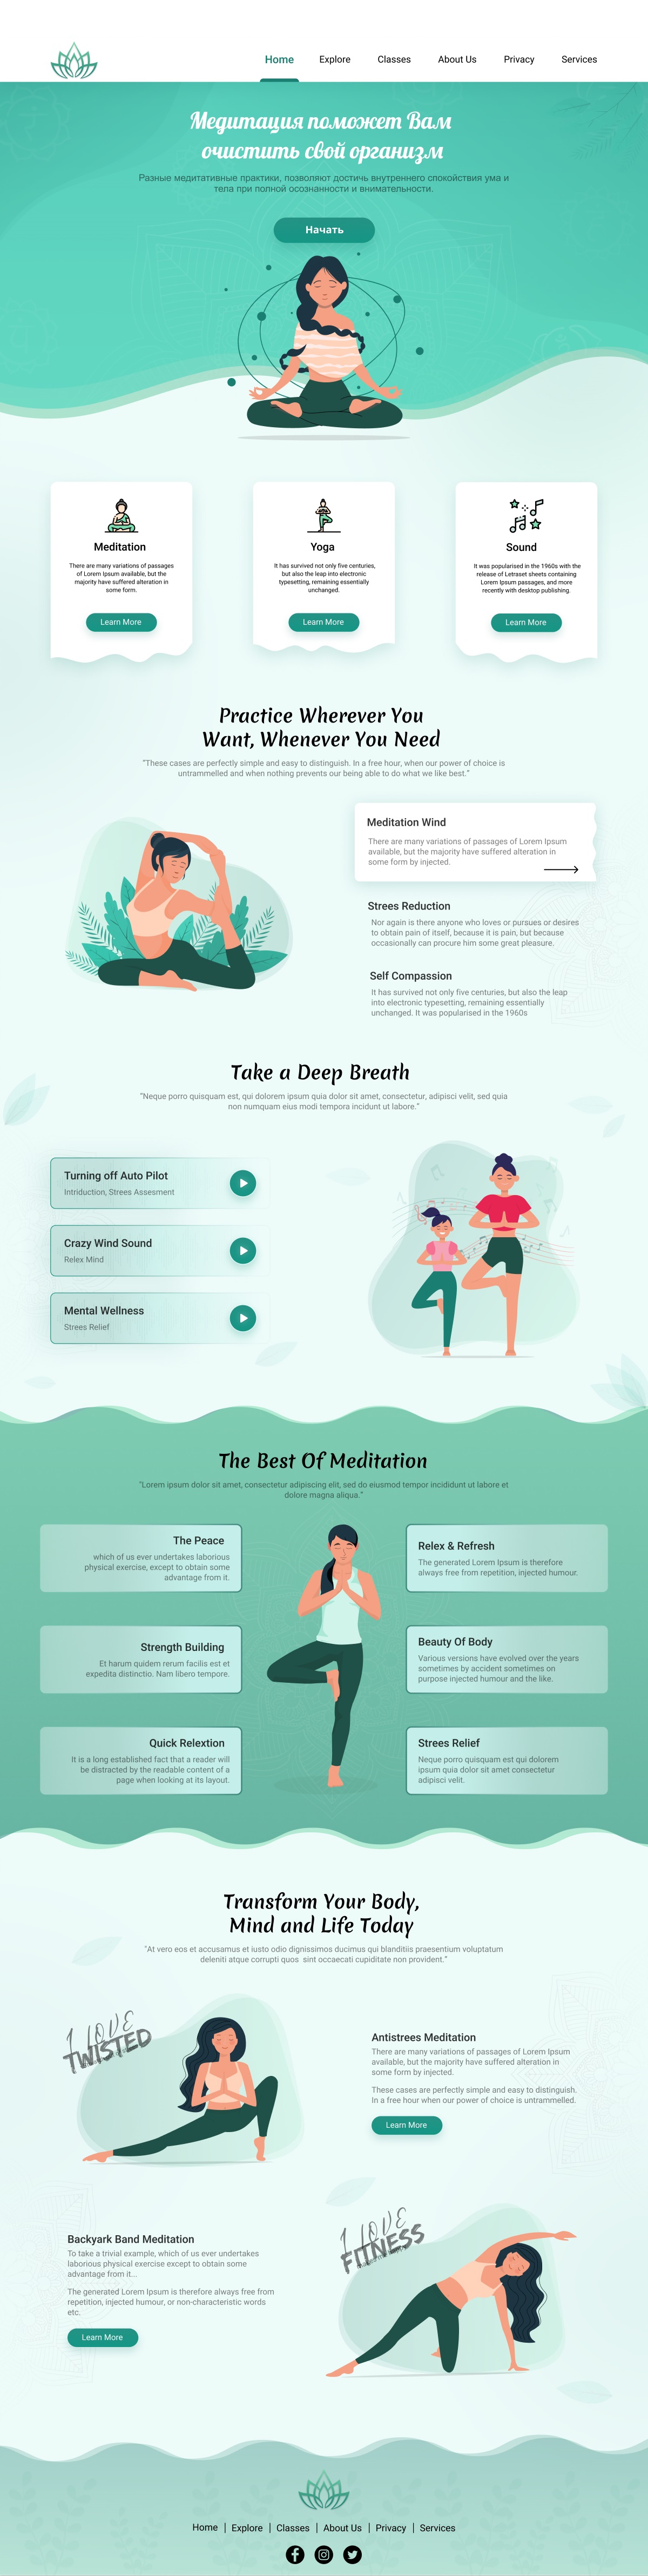 Home Explore Classes About Us Privacy Services
Медитация поможет Вам
очистить свой организм
Разные медитативные практики, позволяют достичь внутреннего спокойствия ума и
тела при полной осознанности и внимательности.
Начать
Meditation
There are many variations of passages
of Lorem Ipsum available, but the
majority have suffered alteration in
some form.
Learn More
Yoga
It has survived not only five centuries,
but also the leap into electronic
typesetting, remaining essentially
unchanged.
Learn More
Sound
It was popularised in the 1960s with the
release of Letraset sheets containing
Lorem Ipsum passages, and more
recently with desktop publishing.
Learn More
Practice Wherever You
Want, Whenever You Need
“These cases are perfectly simple and easy to distinguish. In a free hour, when our power of choice is
untrammelled and when nothing prevents our being able to do what we like best.”
Meditation Wind
There are many variations of passages of Lorem Ipsum
available, but the majority have suffered alteration in
some form by injected.
Strees Reduction
Nor again is there anyone who loves or pursues or desires
to obtain pain of itself, because it is pain, but because
occasionally can procure him some great pleasure.
Self Compassion
It has survived not only five centuries, but also the leap
into electronic typesetting, remaining essentially
unchanged. It was popularised in the 1960s
Take a Deep Breath
“Neque porro quisquam est, qui dolorem ipsum quia dolor sit amet, consectetur, adipisci velit, sed quia
non numquam eius modi tempora incidunt ut labore.”
Turning off Auto Pilot
Intriduction, Strees Assesment
Crazy Wind Sound
Relex Mind
Mental Wellness
Strees Relief
The Best Of Meditation
“Lorem ipsum dolor sit amet, consectetur adipiscing elit, sed do eiusmod tempor incididunt ut labore et
dolore magna aliqua.”
The Peace
which of us ever undertakes laborious
physical exercise, except to obtain some
advantage from it.
Relex & Refresh
The generated Lorem Ipsum is therefore
always free from repetition, injected humour.
Strength Building
Et harum quidem rerum facilis est et
expedita distinctio. Nam libero tempore.
Beauty Of Body
Various versions have evolved over the years
sometimes by accident sometimes on
purpose injected humour and the like.
Quick Relextion
It is a long established fact that a reader will
be distracted by the readable content of a
page when looking at its layout.
Strees Relief
Neque porro quisquam est qui dolorem
ipsum quia dolor sit amet consectetur
adipisci velit.
Transform Your Body,
Mind and Life Today
“At vero eos et accusamus et iusto odio dignissimos ducimus qui blanditiis praesentium voluptatum
deleniti atque corrupti quos sint occaecati cupiditate non provident.”
I LOVE
TWISTED
Antistrees Meditation
There are many variations of passages of Lorem Ipsum
available, but the majority have suffered alteration in
some form by injected.
These cases are perfectly simple and easy to distinguish.
In a free hour when our power of choice is untrammelled.
Learn More
Backyark Band Meditation
To take a trivial example, which of us ever undertakes
laborious physical exercise except to obtain some
advantage from it...
The generated Lorem Ipsum is therefore always free from
repetition, injected humour, or non-characteristic words
etc.
Learn More
I LOVE
FITNESS
Home | Explore | Classes | About Us | Privacy | Services